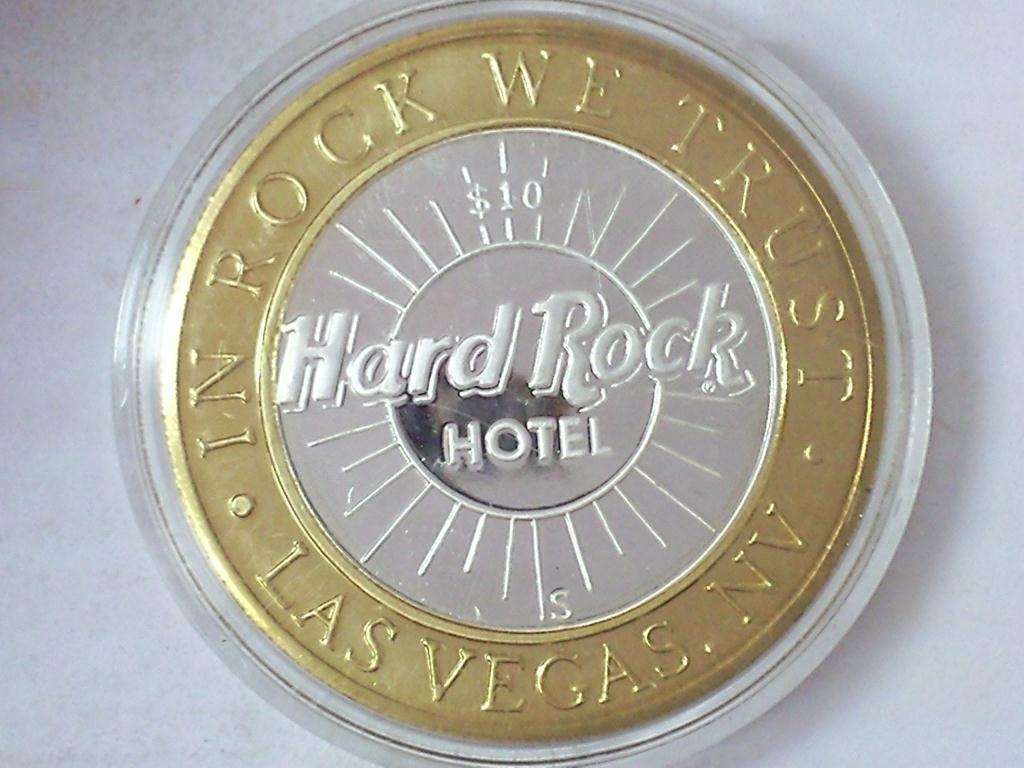 IN ROCK WE TRUST
$10
Hard Rock®
HOTEL
S
• LAS VEGAS, NV •